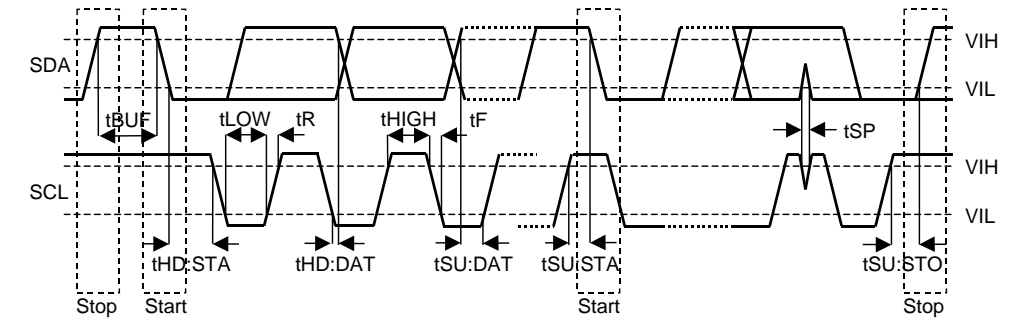 VIH
SDA
VIL
tBUF tLOW tR tHIGH tF tSP
VIH
SCL
VIL
tHD:STA tHD:DAT tSU:DAT tSU:STA tSU:STO
Stop Start Start Stop